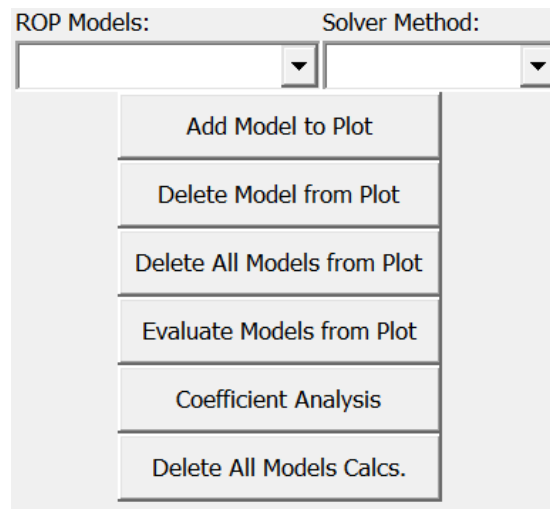 ROP Models: Solver Method:
Add Model to Plot
Delete Model from Plot
Delete All Models from Plot
Evaluate Models from Plot
Coefficient Analysis
Delete All Models Calcs.